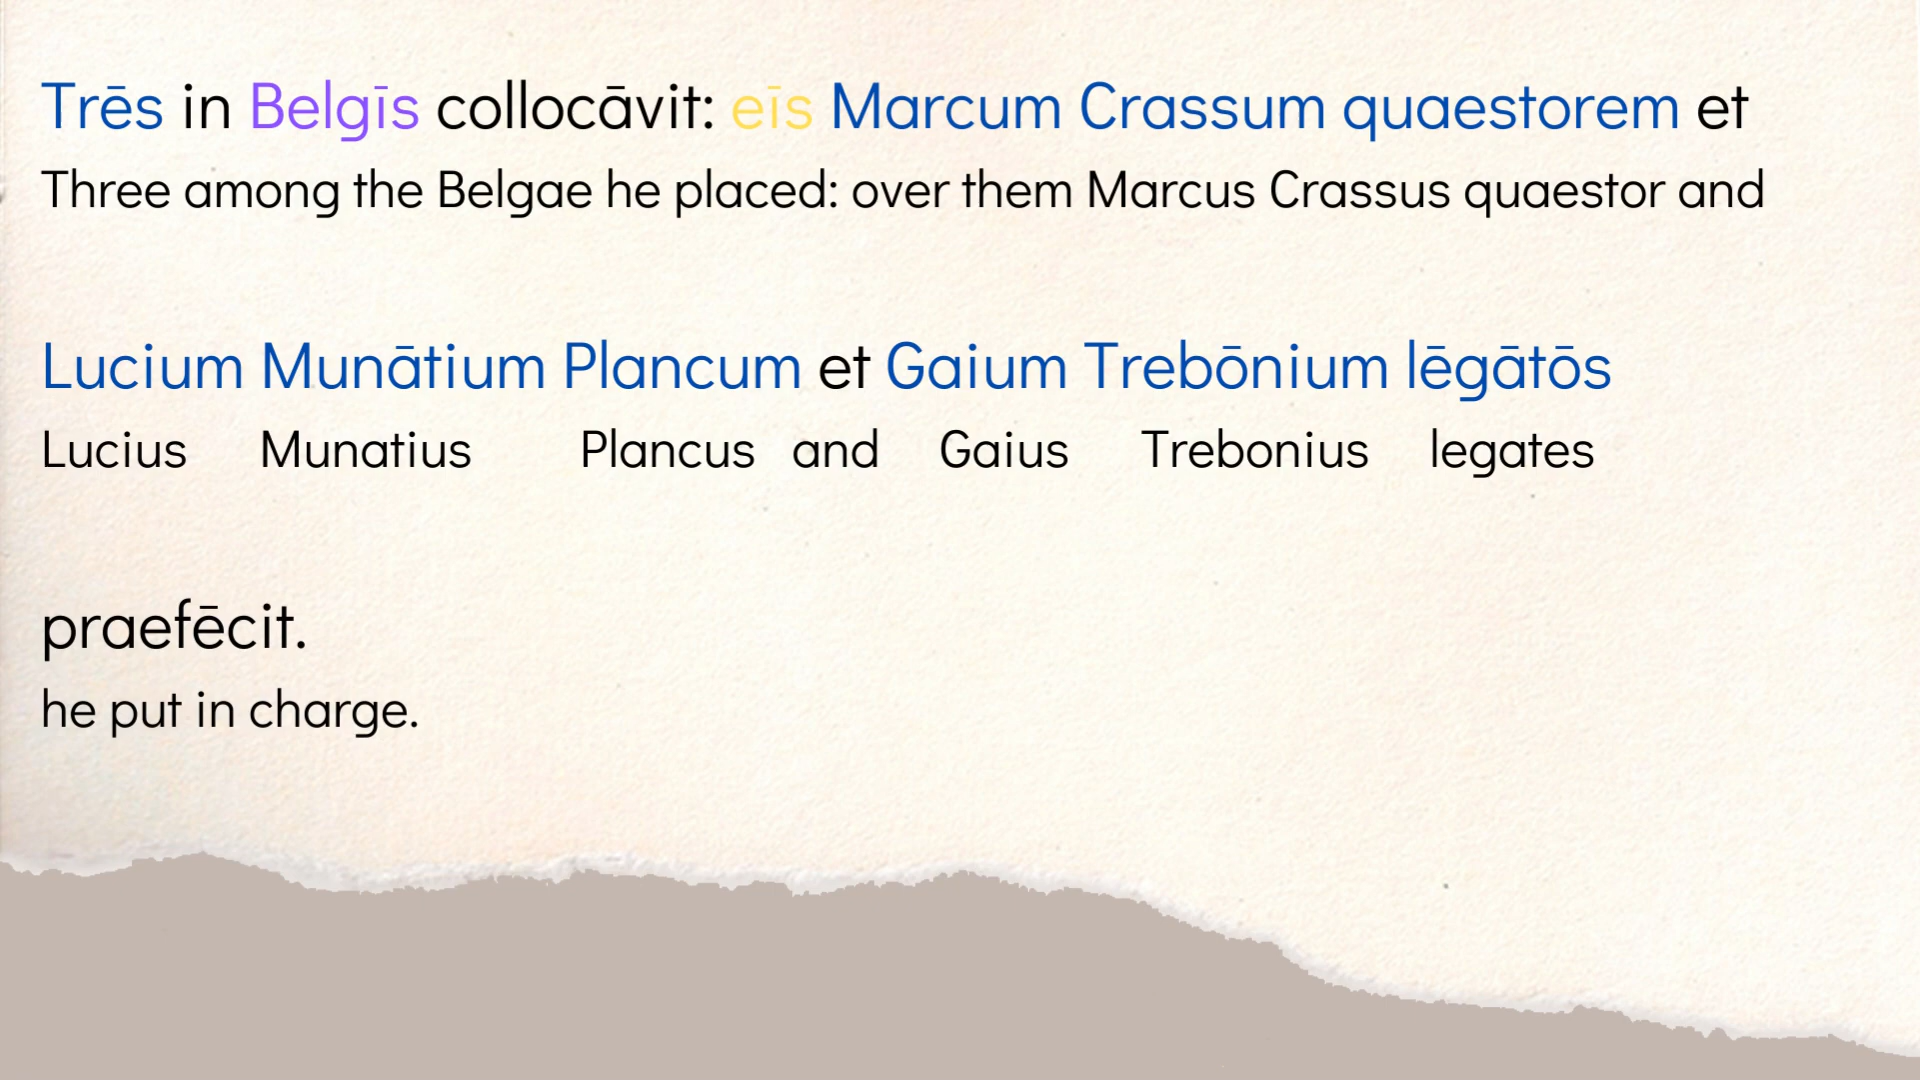 Trēs in Belgīs collocāvit: eīs Marcum Crassum quaestorem et
Three among the Belgae he placed: over them Marcus Crassus quaestor and
Lucium Munātium Plancum et Gaium Trebōnium lēgātōs
Lucius Munatius Plancus and Gaius Trebonius legates
praefēcit.
he put in charge.